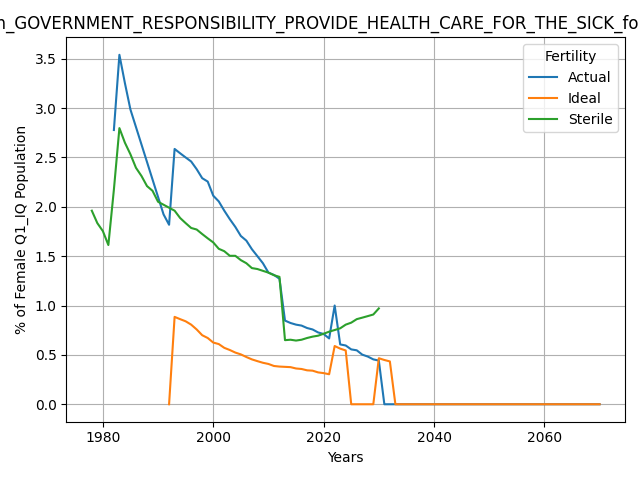 n_GOVERNMENT_RESPONSIBILITY_PROVIDE_HEALTH_CARE_FOR_THE_SICK_fo
3.5
3.0
2.5
2.0
1.5
1.0
0.5
0.0
% of Female Q1_IQ Population
Fertility
Actual
Ideal
Sterile
1980
2000
2020
2040
2060
Years